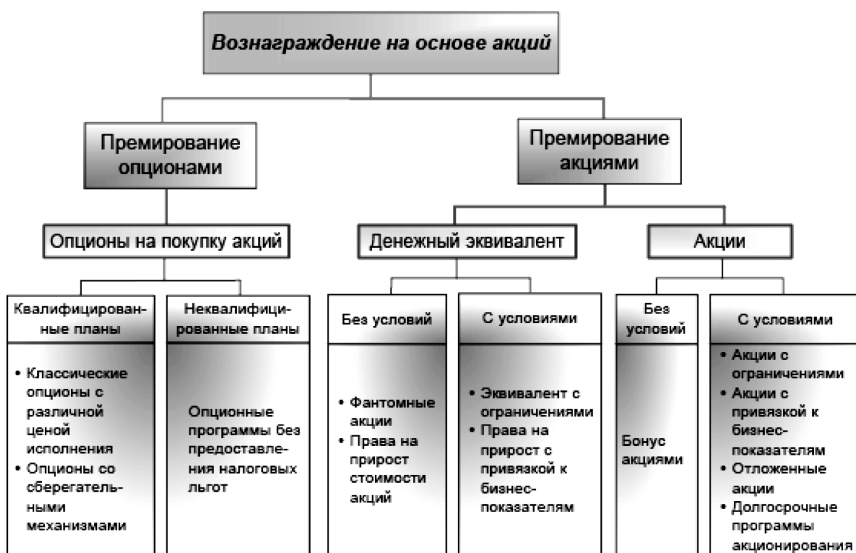 Вознаграждение на основе акций
Премирование
опционами
Премирование
акциями
Опционы на покупку акций
Денежный эквивалент
Акции
Квалифицирован-
ные планы
• Классические
опционы с
различной
ценой
исполнения
• Опционы со
сберегатель-
ными
механизмами
Неквалифици-
рованные планы
Опционные
программы без
предоставле-
ния налоговых
льгот
Без условий
• Фантомные
акции
• Права на
прирост
стоимости
акций
С условиями
• Эквивалент с
ограничениями
• Права на
прирост с
привязкой к
бизнес-
показателям
Без
условий
Бонус
акциями
С условиями
• Акции с
ограничениями
• Акции с
привязкой к
бизнес-
показателям
• Отложенные
акции
• Долгосрочные
программы
акционирования